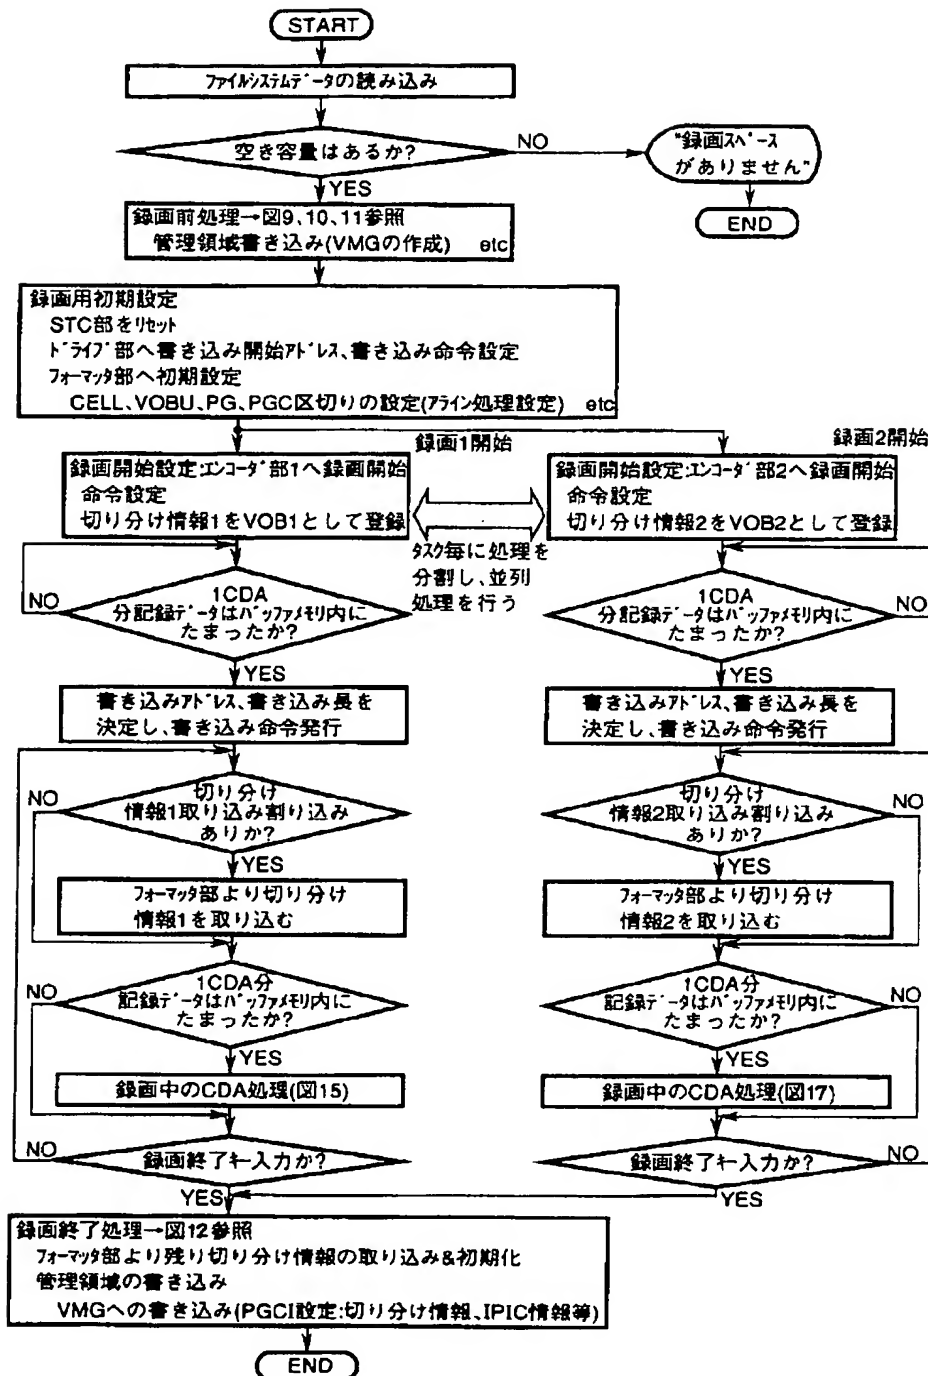 START
ファイルシステムデータの読み込み
空き容量はあるか?
NO
"録画スペース
がありません"
END
YES
録画前処理→図9、10、11参照
管理領域書き込み(VMGの作成) etc
録画用初期設定
STC部をリセット
ドライブ部へ書き込み開始アドレス、書き込み命令設定
フォーマッタ部へ初期設定
CELL、VOBU、PG、PGC区切りの設定(アライン処理設定) etc
録画1開始
録画2開始
録画開始設定:エンコーダ部1へ録画開始
命令設定
切り分け情報1をVOB1として登録
タスク毎に処理を
分割し、並列
処理を行う
録画開始設定:エンコーダ部2へ録画開始
命令設定
切り分け情報2をVOB2として登録
NO
1CDA
分記録データはバッファメモリ内に
たまったか?
YES
1CDA
分記録データはバッファメモリ内に
たまったか?
NO
YES
書き込みアドレス、書き込み長を
決定し、書き込み命令発行
書き込みアドレス、書き込み長を
決定し、書き込み命令発行
NO
切り分け
情報1取り込み割り込み
ありか?
YES
切り分け
情報2取り込み割り込み
ありか?
NO
YES
フォーマッタ部より切り分け
情報1を取り込む
フォーマッタ部より切り分け
情報2を取り込む
NO
1CDA分
記録データはバッファメモリ内に
たまったか?
YES
1CDA分
記録データはバッファメモリ内に
たまったか?
NO
YES
録画中のCDA処理(図15)
録画中のCDA処理(図17)
NO
録画終了キー入力か?
YES
録画終了キー入力か?
NO
YES
録画終了処理→図12参照
フォーマッタ部より残り切り分け情報の取り込み&初期化
管理領域の書き込み
VMGへの書き込み(PGCI設定:切り分け情報、IPIC情報等)
END